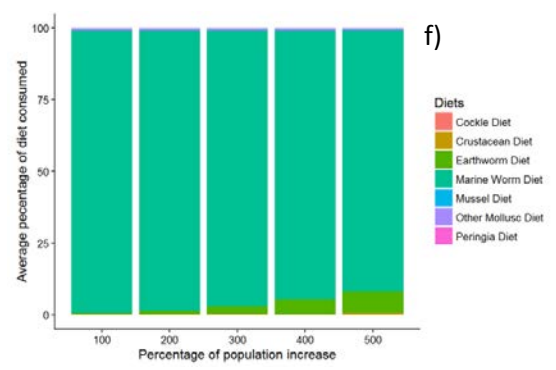 f)
100
75
50
25
0
Average pecentage of diet consumed
100 200 300 400 500
Percentage of population increase
Diets
Cockle Diet
Crustacean Diet
Earthworm Diet
Marine Worm Diet
Mussel Diet
Other Mollusc Diet
Peringia Diet